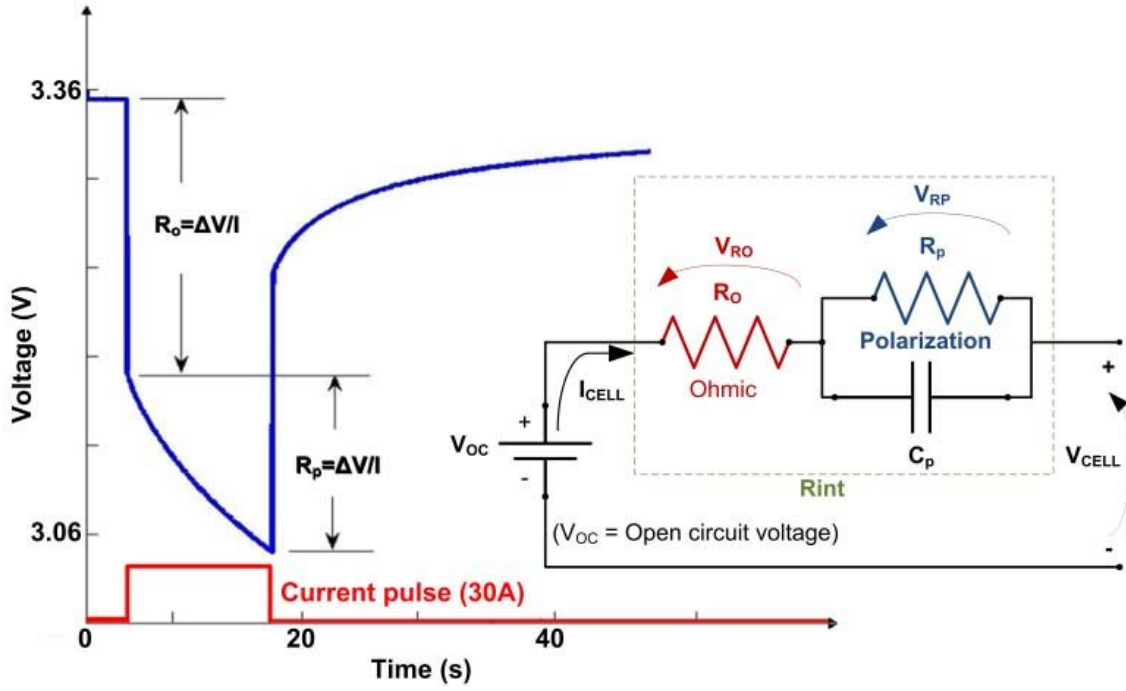 3.36
Voltage (V)
3.06
Rₒ=ΔV/I
Rₚ=ΔV/I
Current pulse (30A)
0
20
40
Time (s)
V_RP
Rₚ
Polarization
V_RO
R_O
Ohmic
I_CELL
Cₚ
Rint
+
V_OC
-
(V_OC = Open circuit voltage)
+
V_CELL
-